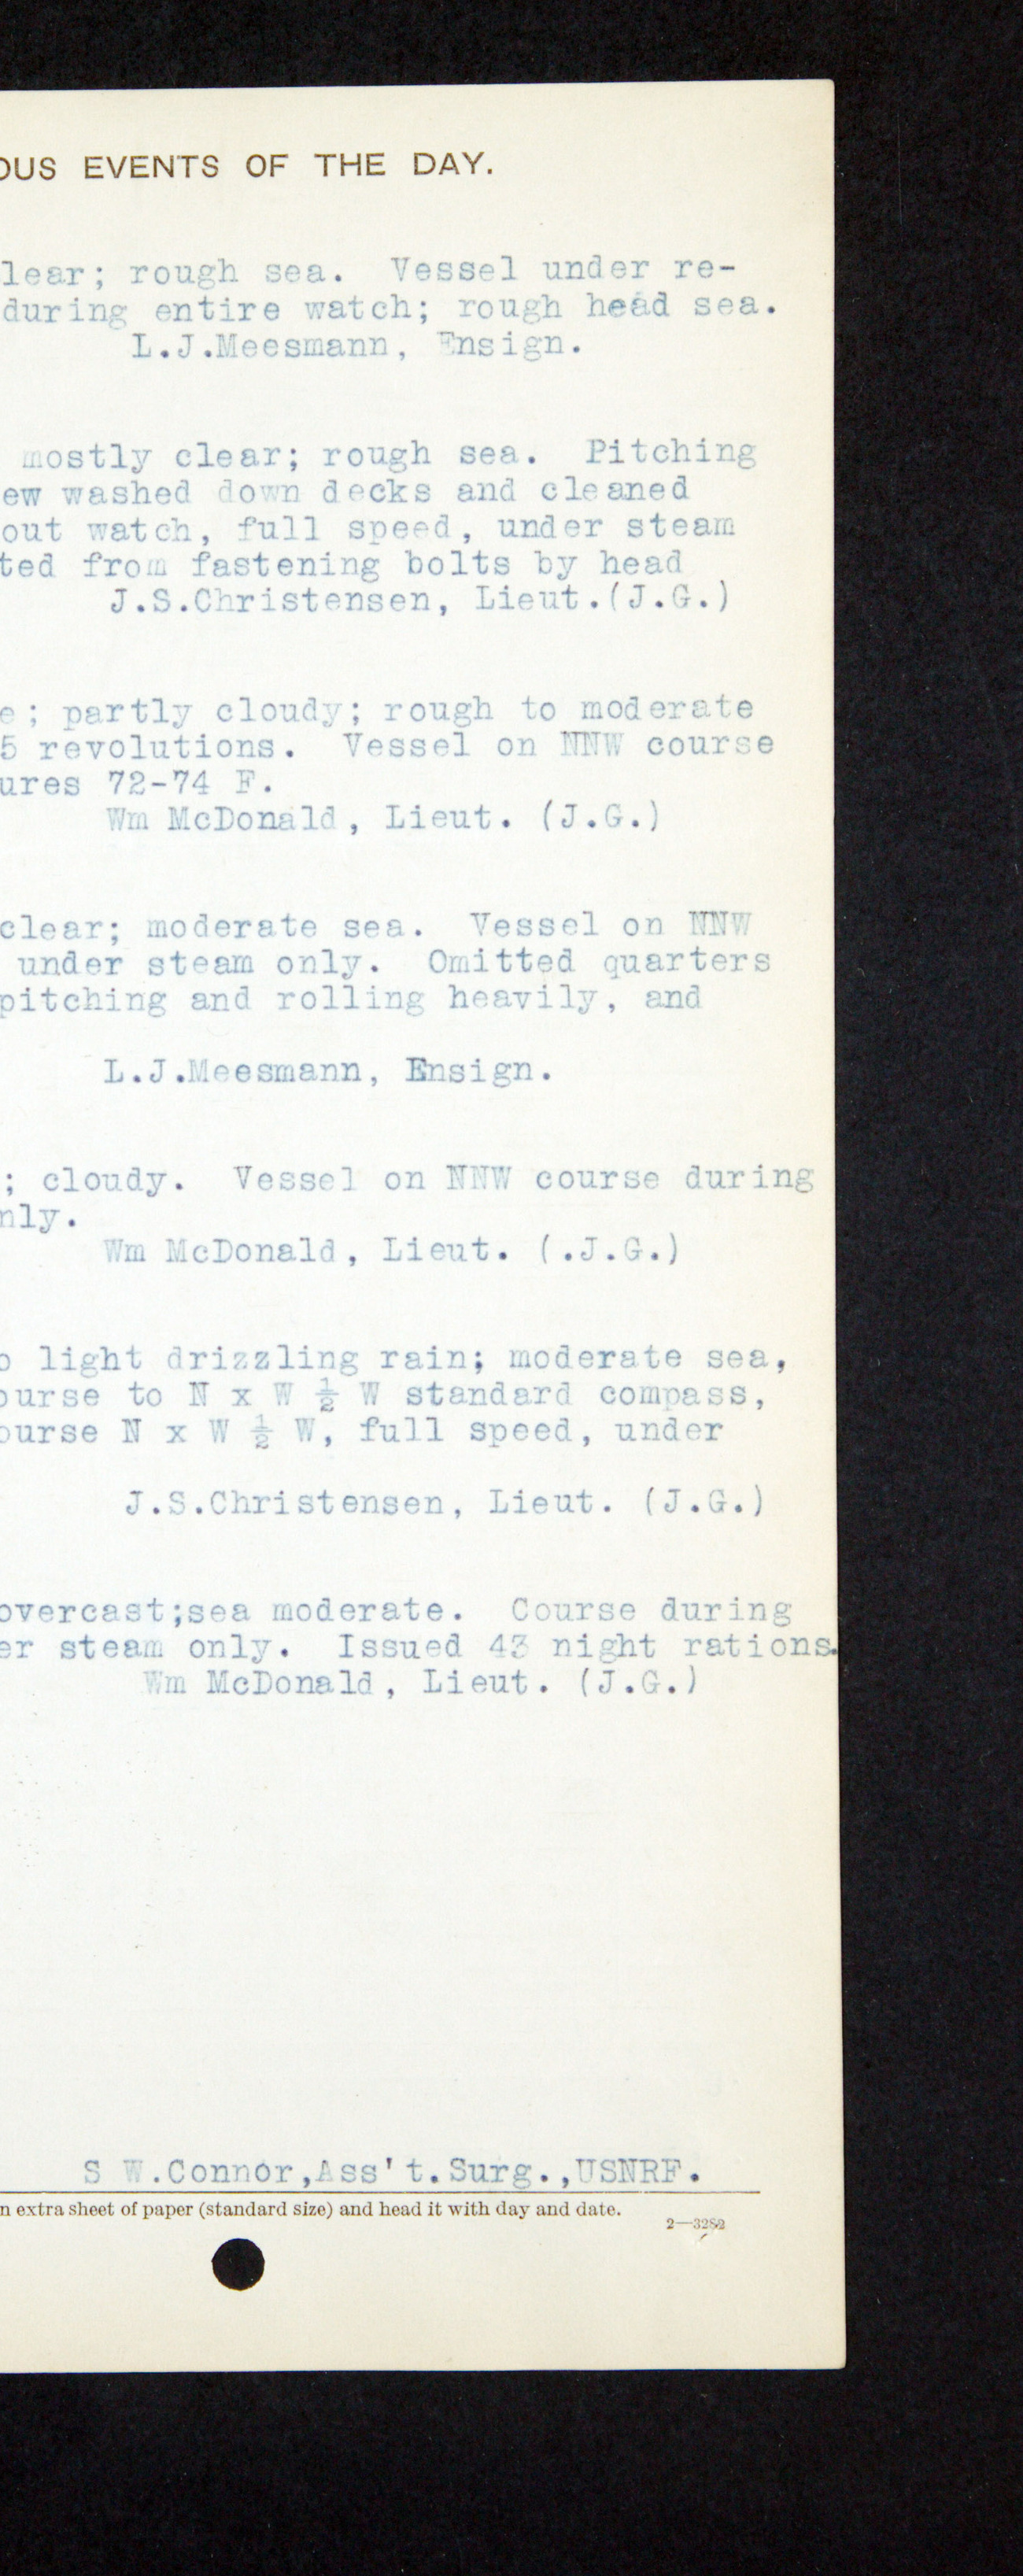 OUS EVENTS OF THE DAY.
lear; rough sea. Vessel under re-
during entire watch; rough head sea.
L.J.Meesmann, Ensign.
mostly clear; rough sea. Pitching
ew washed down decks and cleaned
out watch, full speed, under steam
ted from fastening bolts by head
J.S.Christensen, Lieut.(J.G.)
e; partly cloudy; rough to moderate
5 revolutions. Vessel on NNW course
ures 72-74 F.
Wm McDonald, Lieut. (J.G.)
clear; moderate sea. Vessel on NNW
under steam only. Omitted quarters
pitching and rolling heavily, and
L.J.Meesmann, Ensign.
; cloudy. Vessel on NNW course during
nly.
Wm McDonald, Lieut. (.J.G.)
o light drizzling rain; moderate sea,
ourse to N x W ½ W standard compass,
ourse N x W ½ W, full speed, under
J.S.Christensen, Lieut. (J.G.)
overcast;sea moderate. Course during
er steam only. Issued 43 night rations.
Wm McDonald, Lieut. (J.G.)
S W.Connor,Ass't.Surg.,USNRF.
n extra sheet of paper (standard size) and head it with day and date.
2—3282